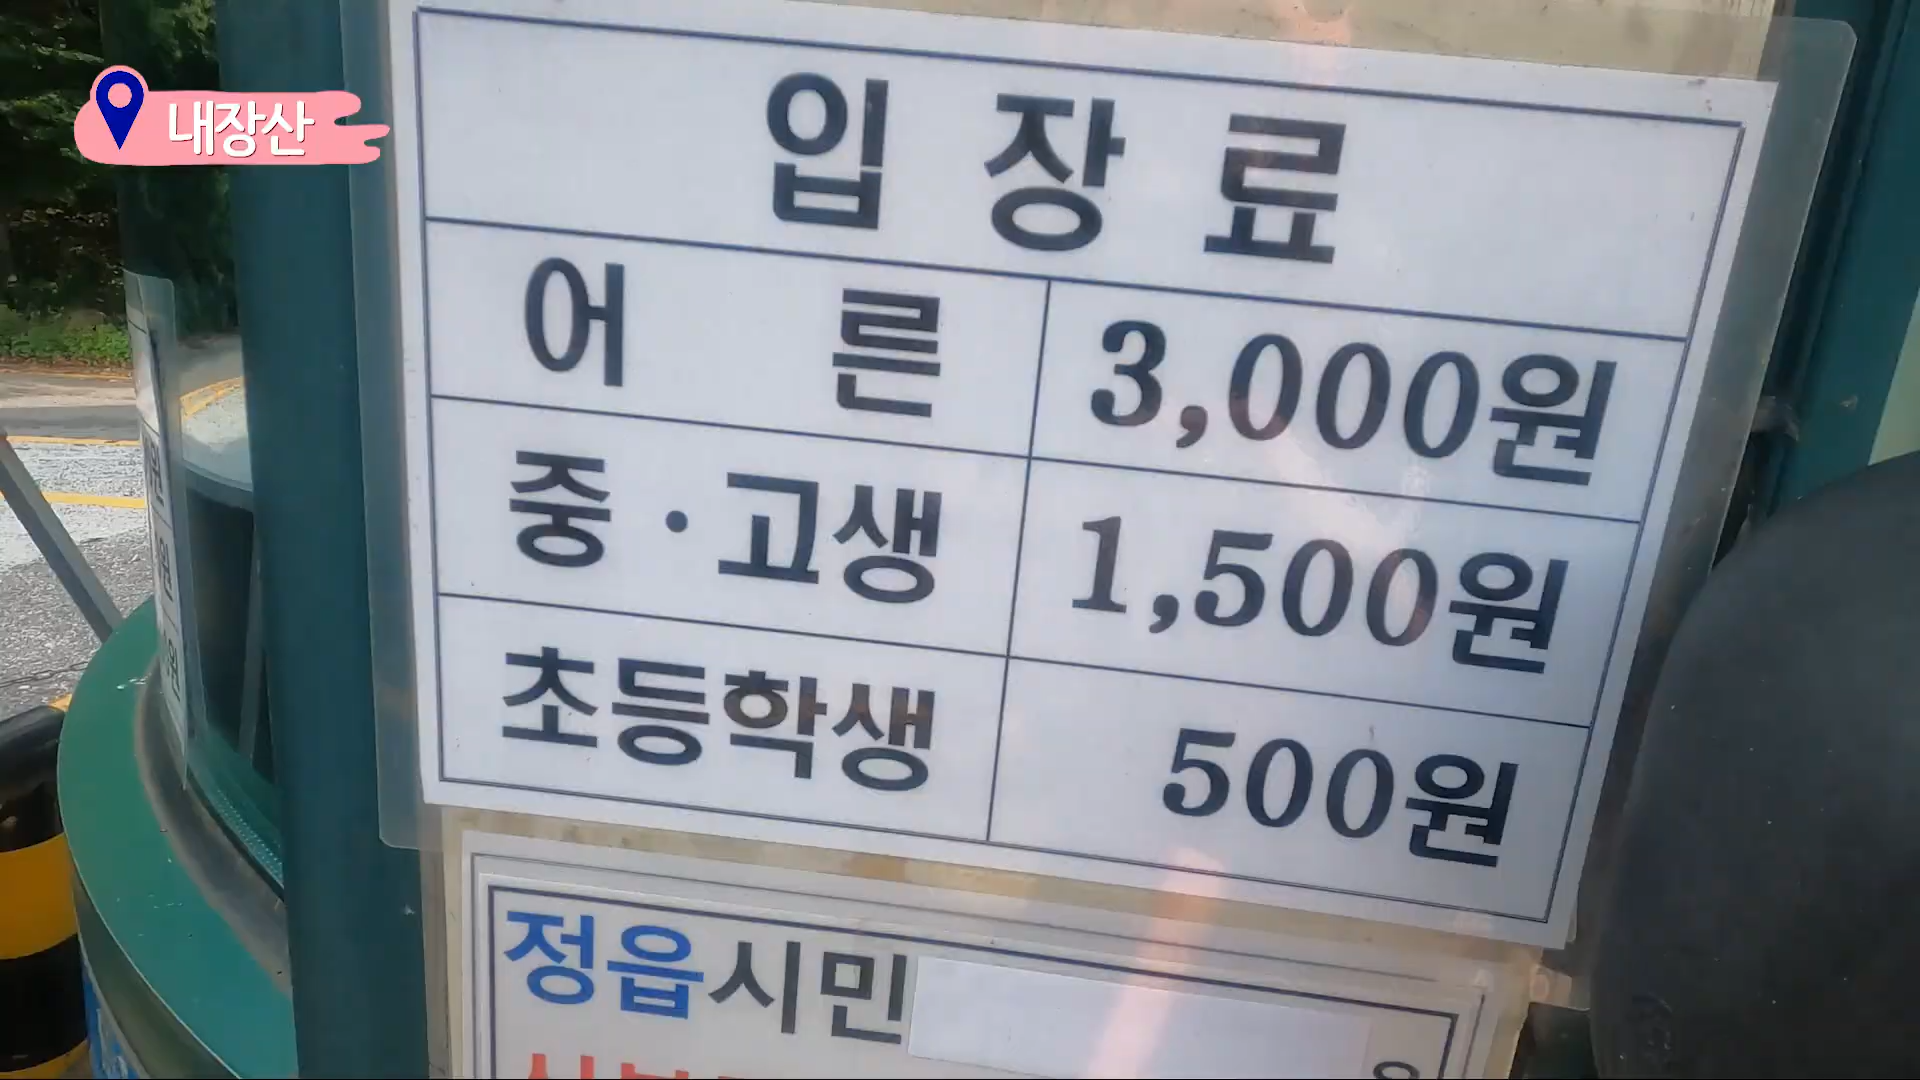 내장산
입장료
어른 3,000원
중·고생 1,500원
초등학생 500원
정읍시민